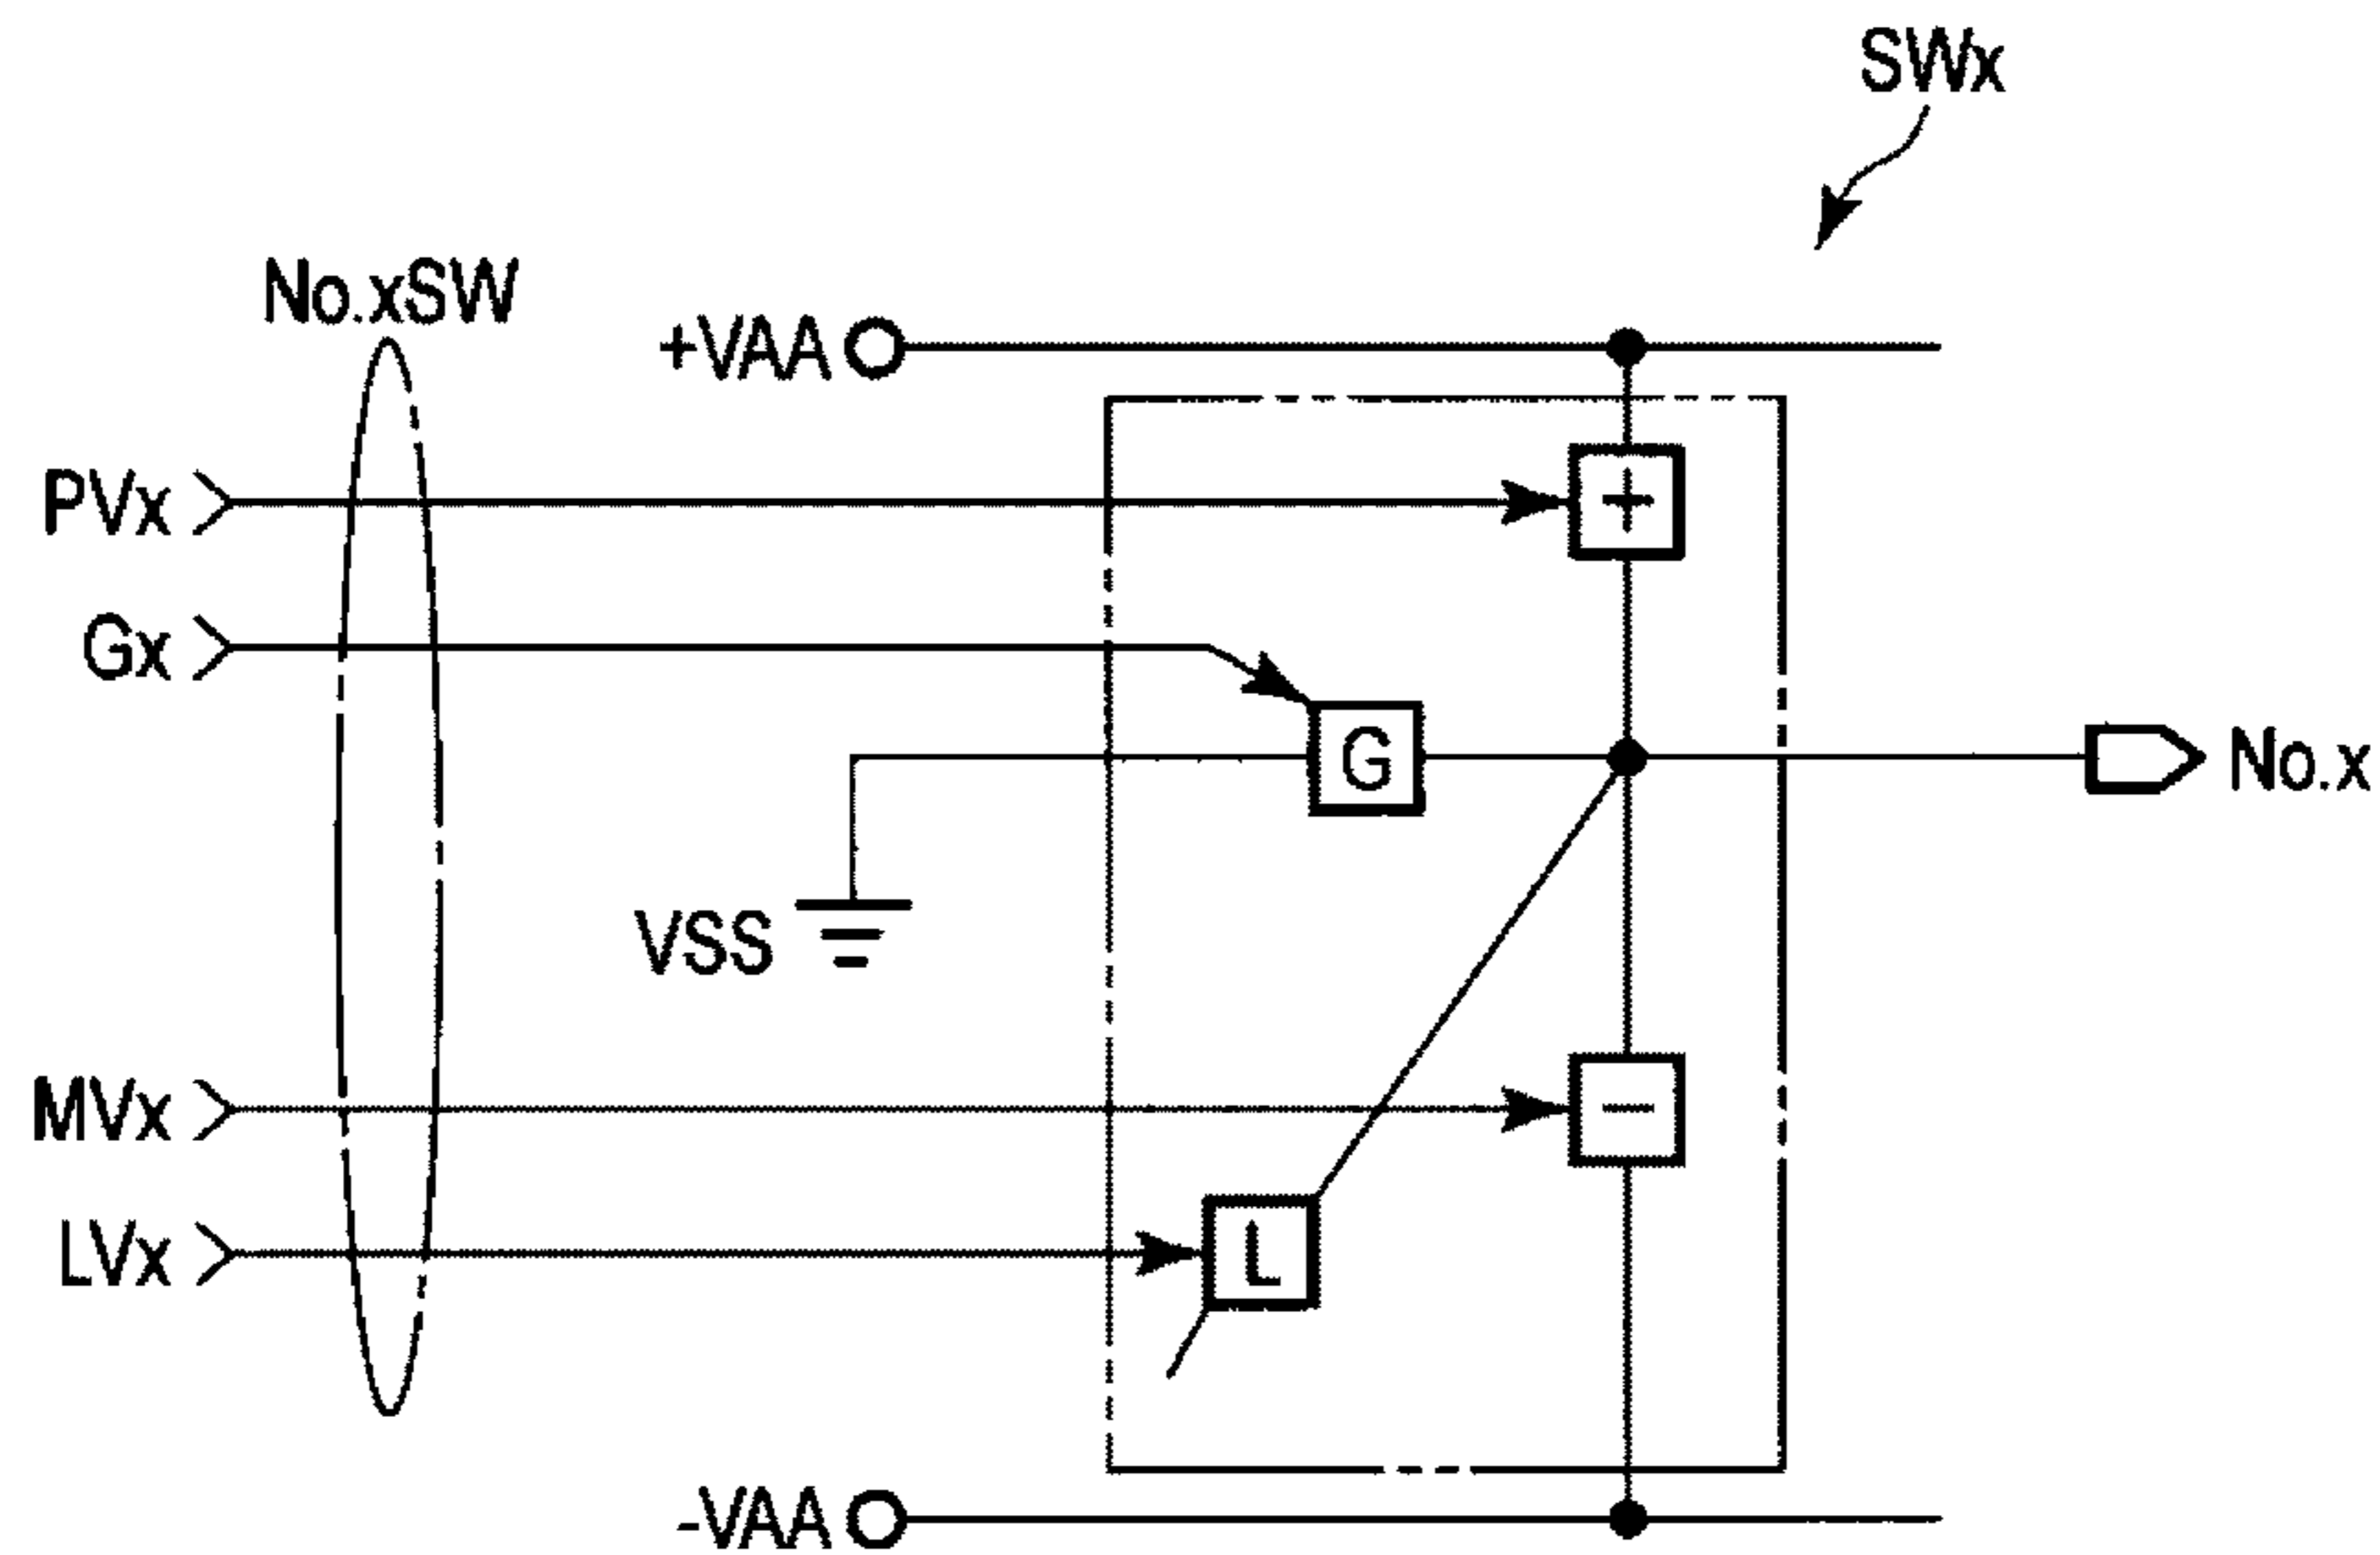 SWx
No.xSW
+VAA
PVx
+
Gx
G
No.x
VSS
MVx
−
LVx
L
-VAA